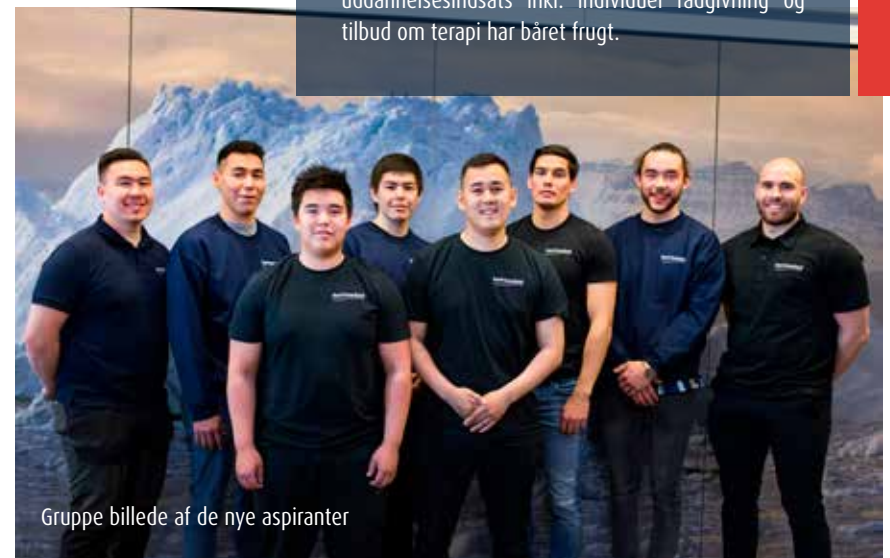 uddannelsesindsats inkl. individuel rådgivning og
tilbud om terapi har båret frugt.
Gruppe billede af de nye aspiranter